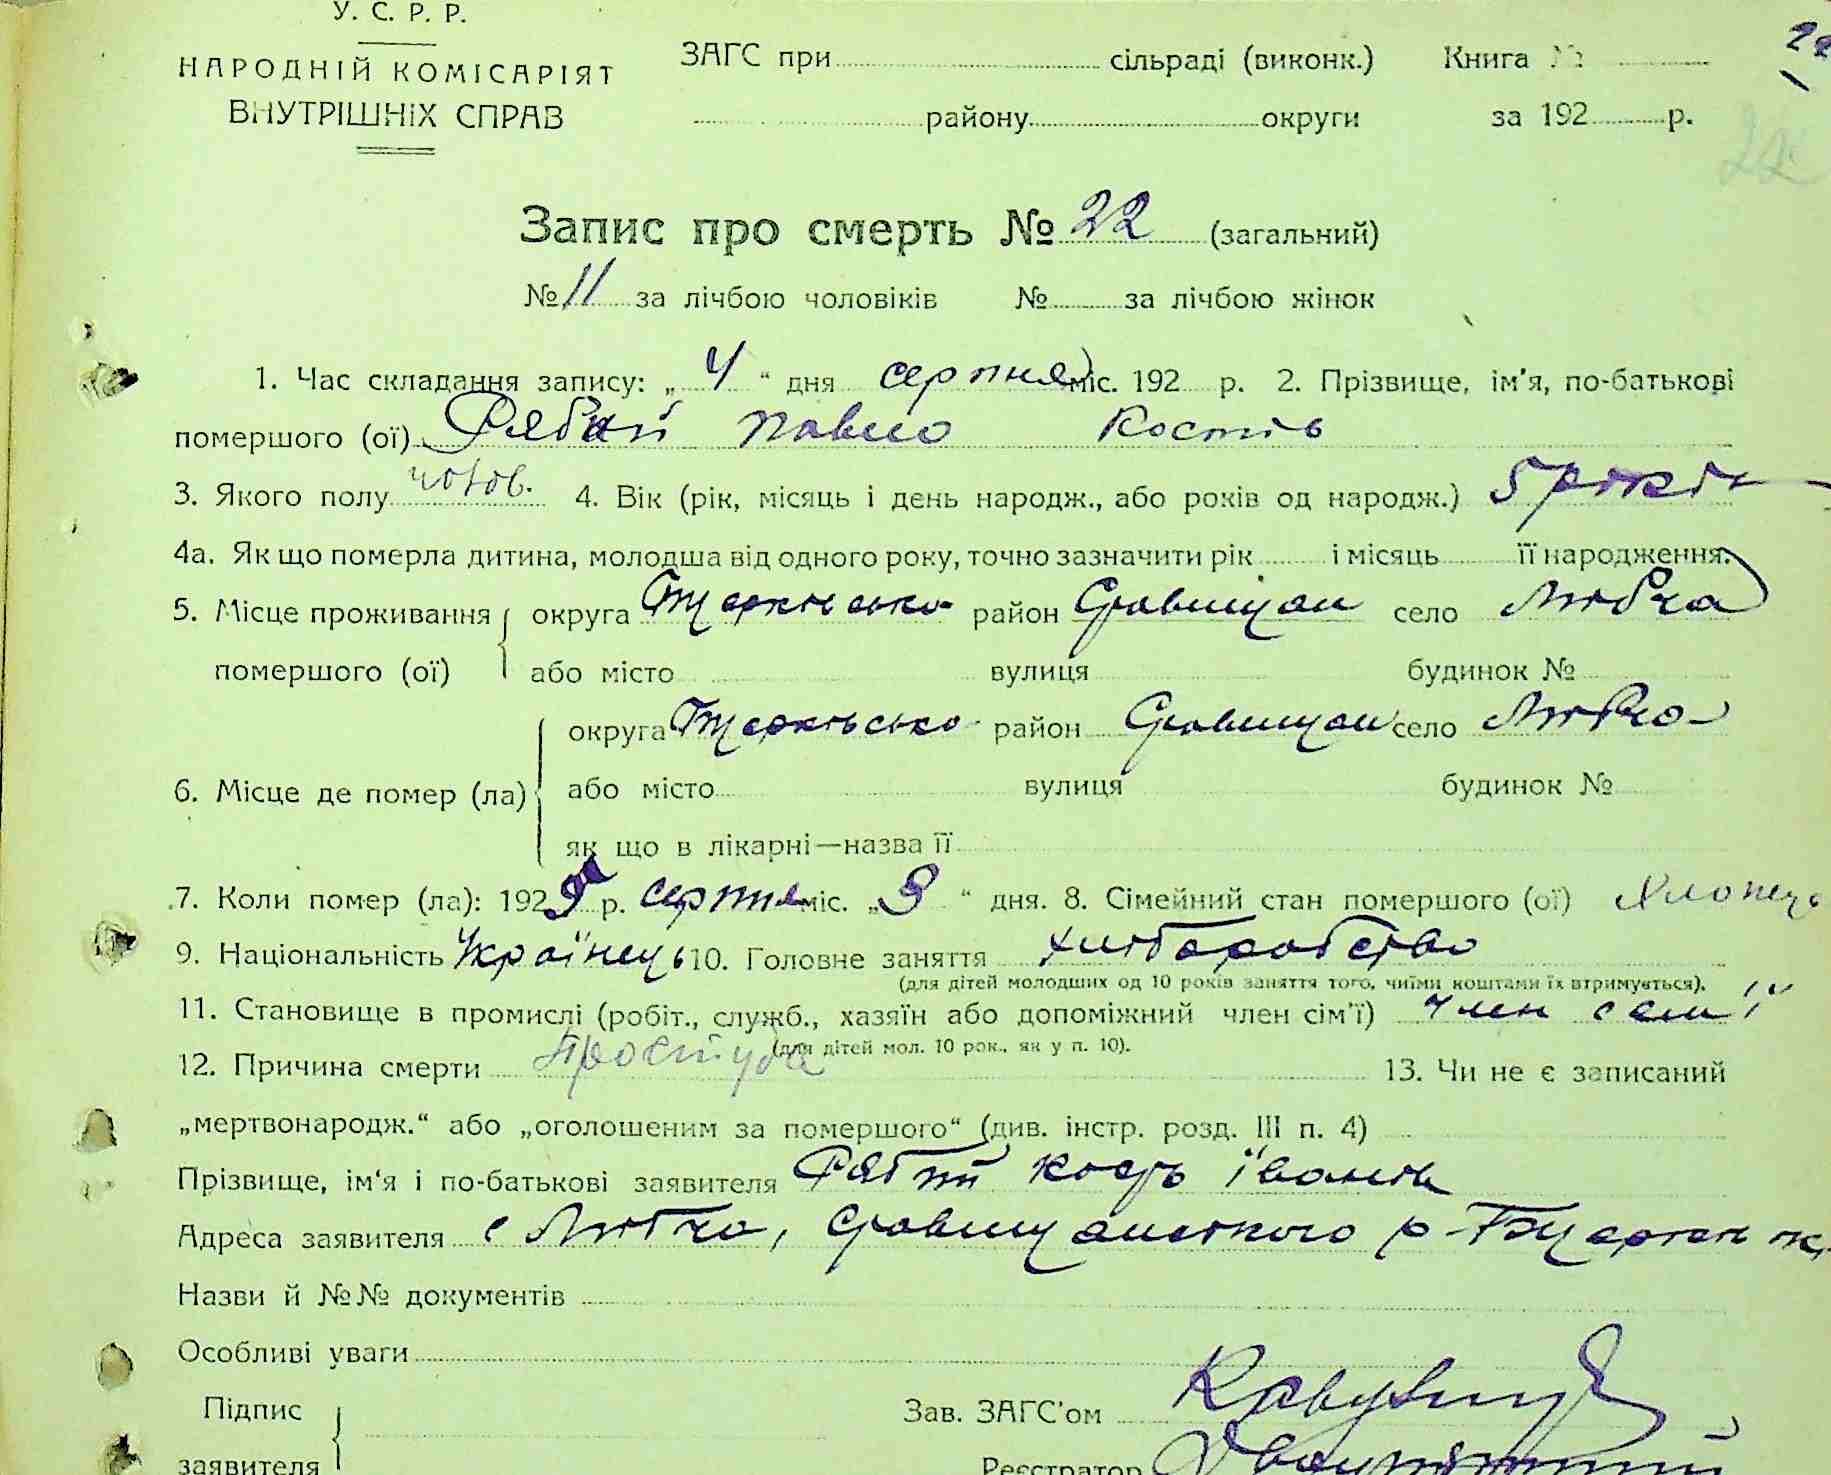 У. С. Р. Р.
НАРОДНІЙ КОМІСАРІЯТ
ВНУТРІШНІХ СПРАВ
ЗАГС при сільраді (виконк.) Книга №
району округи за 192 р.
22
22
Запис про смерть № 22 (загальний)
№ 11 за лічбою чоловіків № за лічбою жінок
1. Час складання запису: „ 4 “ дня серпня міс. 192 р. 2. Прізвище, ім'я, по-батькові
помершого (ої) Рябий Павло Костів
3. Якого полу чолов. 4. Вік (рік, місяць і день народж., або років од народж.) 5 років
4а. Як що померла дитина, молодша від одного року, точно зазначити рік і місяць її народження.
5. Місце проживання помершого (ої) округа район село
або місто вулиця будинок №
6. Місце де помер (ла) округа район село
або місто вулиця будинок №
як що в лікарні—назва її
7. Коли помер (ла): 1929 р. серпня міс. „ 3 “ дня. 8. Сімейний стан помершого (ої) хлопець
9. Національність Українець 10. Головне заняття хліборобство
(для дітей молодших од 10 років заняття того, чиїми коштами їх втримується).
11. Становище в промислі (робіт., служб., хазяїн або допоміжний член сім'ї) член сем'ї
(для дітей мол. 10 рок., як у п. 10).
12. Причина смерти простуда 13. Чи не є записаний
„мертвонародж.“ або „оголошеним за помершого“ (див. інстр. розд. III п. 4)
Прізвище, ім'я і по-батькові заявителя Рябий Кость Іванів
Адреса заявителя с
Назви й №№ документів
Особливі уваги
Підпис
заявителя
Зав. ЗАГС'ом
Реєстратор